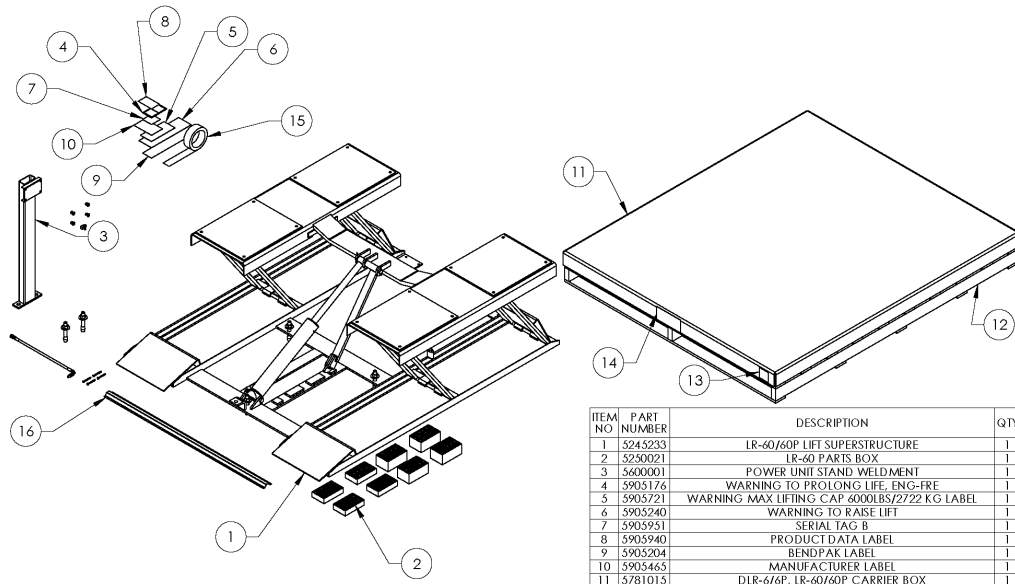 8
5
4
6
7
15
10
9
3
11
12
14
13
16
1
2
ITEM NO PART NUMBER DESCRIPTION QTY
1 5245233 LR-60/60P LIFT SUPERSTRUCTURE 1
2 5250021 LR-60 PARTS BOX 1
3 5600001 POWER UNIT STAND WELDMENT 1
4 5905176 WARNING TO PROLONG LIFE, ENG-FRE 1
5 5905721 WARNING MAX LIFTING CAP 6000LBS/2722 KG LABEL 1
6 5905240 WARNING TO RAISE LIFT 1
7 5905951 SERIAL TAG B 1
8 5905940 PRODUCT DATA LABEL 1
9 5905204 BENDPAK LABEL 1
10 5905465 MANUFACTURER LABEL 1
11 5781015 DLR-6/6P, LR-60/60P CARRIER BOX 1